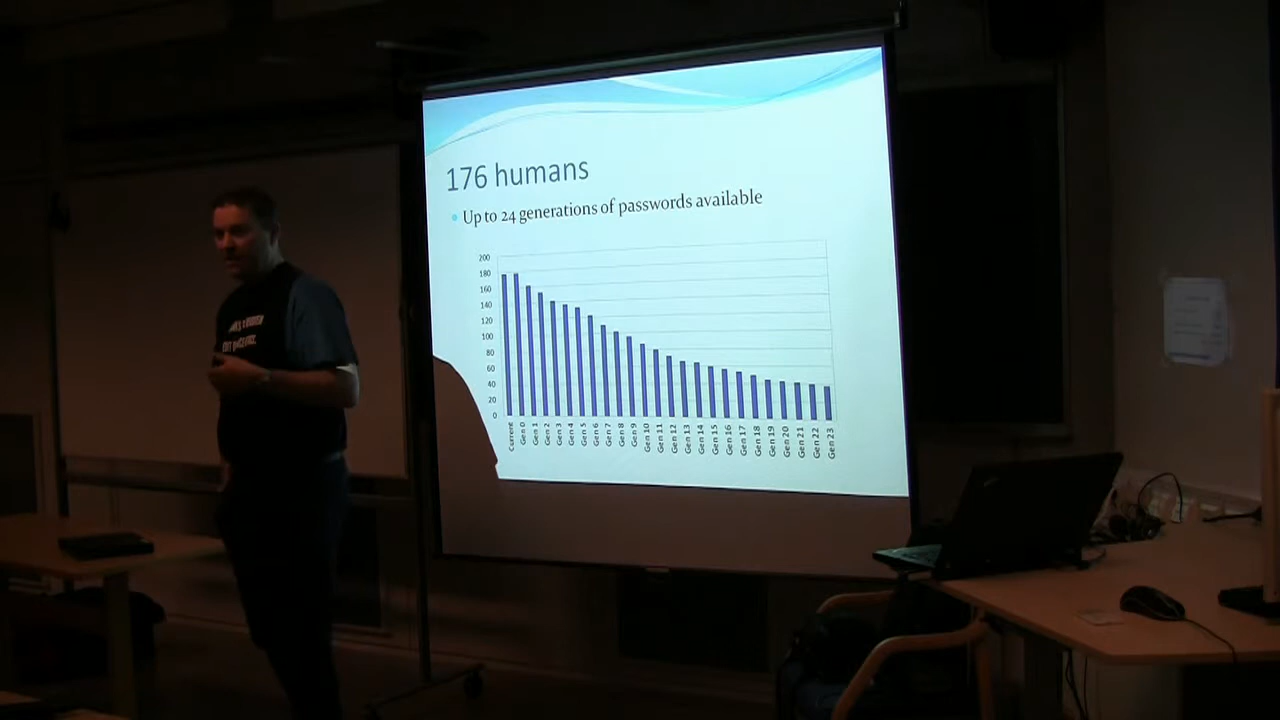 176 humans
Up to 24 generations of passwords available
200
180
160
140
120
100
80
60
40
20
0
Current
Gen 0
Gen 1
Gen 2
Gen 3
Gen 4
Gen 5
Gen 6
Gen 7
Gen 8
Gen 9
Gen 10
Gen 11
Gen 12
Gen 13
Gen 14
Gen 15
Gen 16
Gen 17
Gen 18
Gen 19
Gen 20
Gen 21
Gen 22
Gen 23